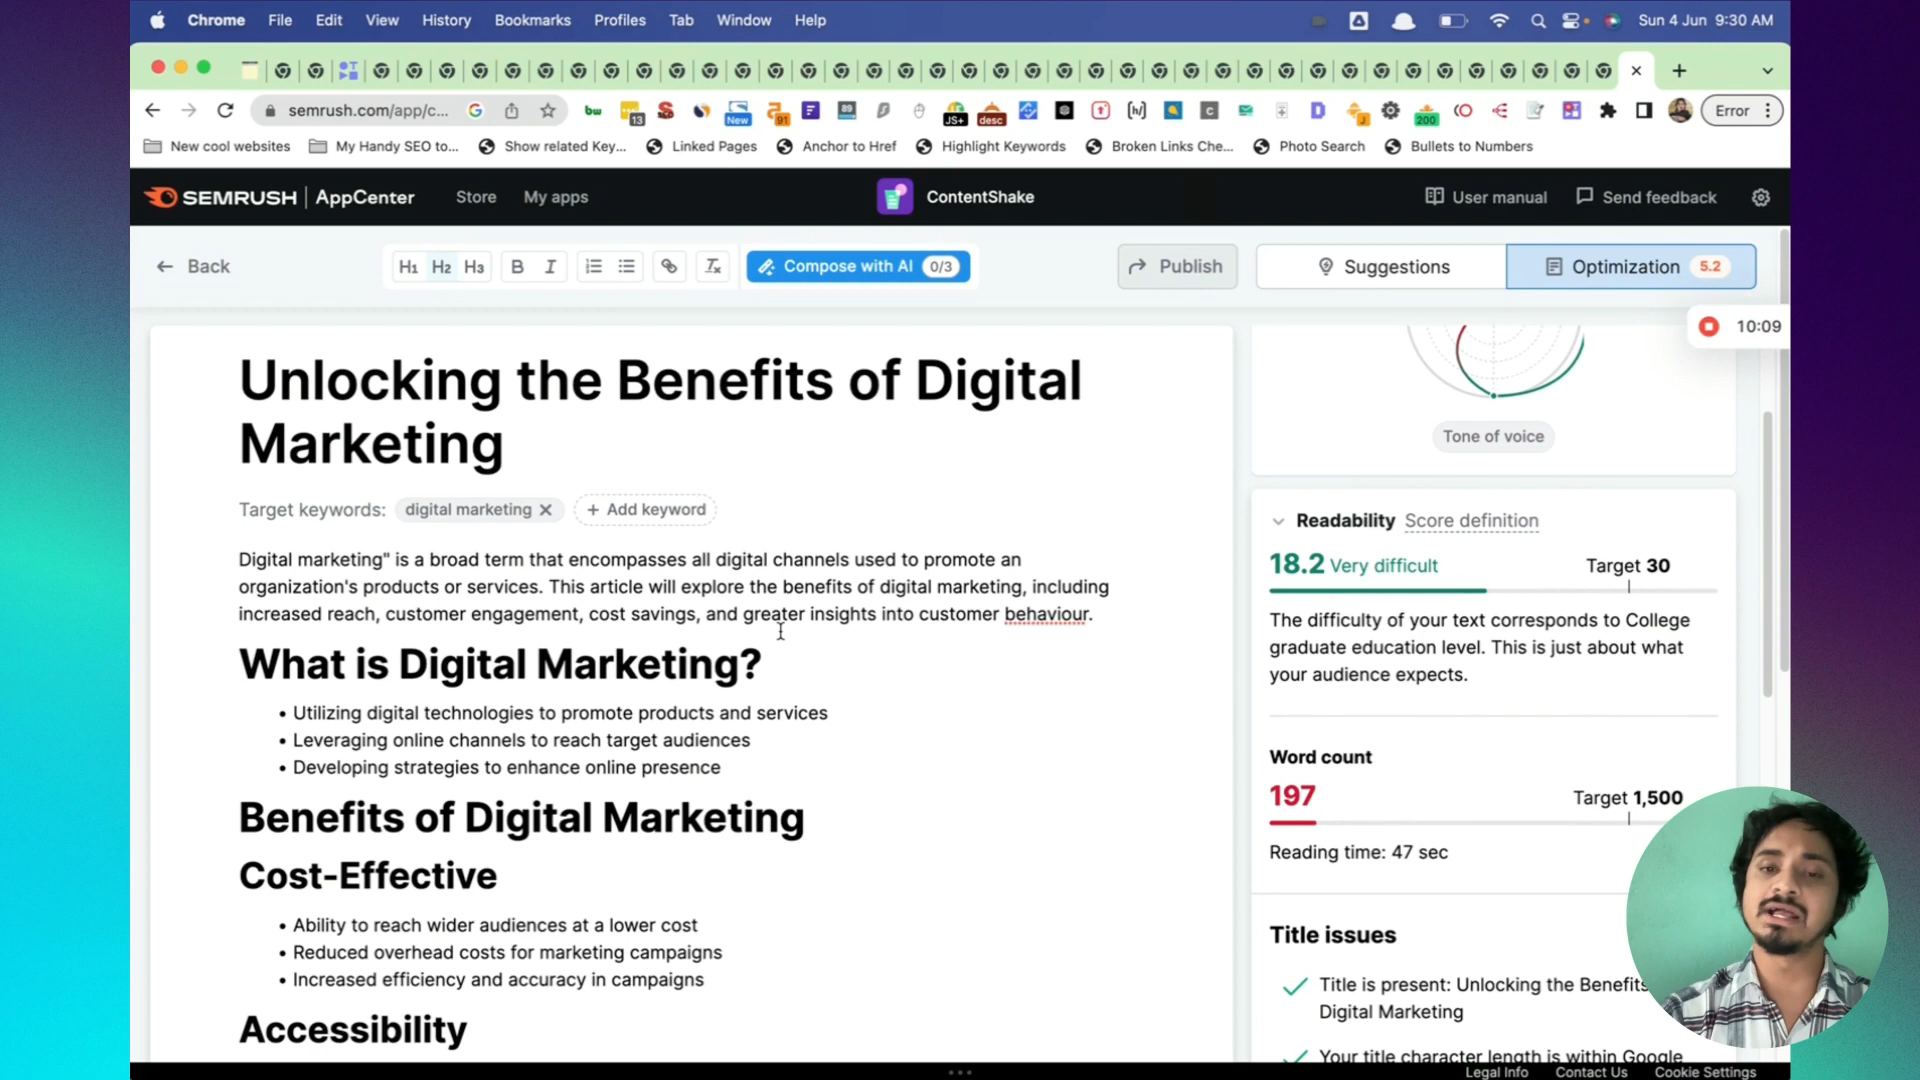 Chrome File Edit View History Bookmarks Profiles Tab Window Help Sun 4 Jun 9:30 AM
semrush.com/app/c... bw 13 New 91 89 JS+ desc 200 Error
New cool websites My Handy SEO to... Show related Key... Linked Pages Anchor to Href Highlight Keywords Broken Links Che... Photo Search Bullets to Numbers
SEMRUSH AppCenter Store My apps ContentShake User manual Send feedback
Back H1 H2 H3 B I Compose with AI 0/3 Publish Suggestions Optimization 5.2
10:09
Unlocking the Benefits of Digital
Marketing
Target keywords: digital marketing + Add keyword
Digital marketing" is a broad term that encompasses all digital channels used to promote an
organization's products or services. This article will explore the benefits of digital marketing, including
increased reach, customer engagement, cost savings, and greater insights into customer behaviour.
What is Digital Marketing?
• Utilizing digital technologies to promote products and services
• Leveraging online channels to reach target audiences
• Developing strategies to enhance online presence
Benefits of Digital Marketing
Cost-Effective
• Ability to reach wider audiences at a lower cost
• Reduced overhead costs for marketing campaigns
• Increased efficiency and accuracy in campaigns
Accessibility
Tone of voice
Readability Score definition
18.2 Very difficult Target 30
The difficulty of your text corresponds to College
graduate education level. This is just about what
your audience expects.
Word count
197 Target 1,500
Reading time: 47 sec
Title issues
Title is present: Unlocking the Benefits
Digital Marketing
Your title character length is within Google
Legal Info Contact Us Cookie Settings